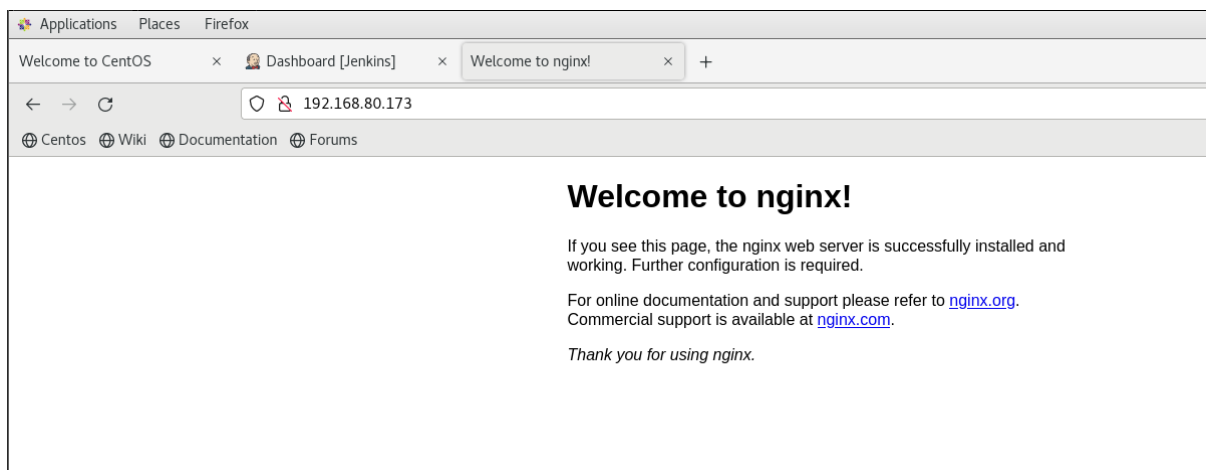 Applications Places Firefox
Welcome to CentOS × Dashboard [Jenkins] × Welcome to nginx! × +
192.168.80.173
Centos Wiki Documentation Forums
Welcome to nginx!
If you see this page, the nginx web server is successfully installed and
working. Further configuration is required.
For online documentation and support please refer to nginx.org.
Commercial support is available at nginx.com.
Thank you for using nginx.